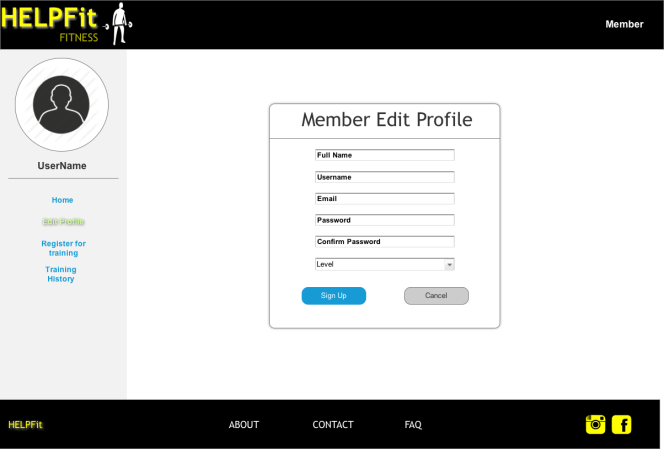 HELPFit
FITNESS
Member
UserName
Home
Edit Profile
Register for
training
Training
History
Member Edit Profile
Full Name
Username
Email
Password
Confirm Password
Level
Sign Up
Cancel
HELPFit
ABOUT
CONTACT
FAQ